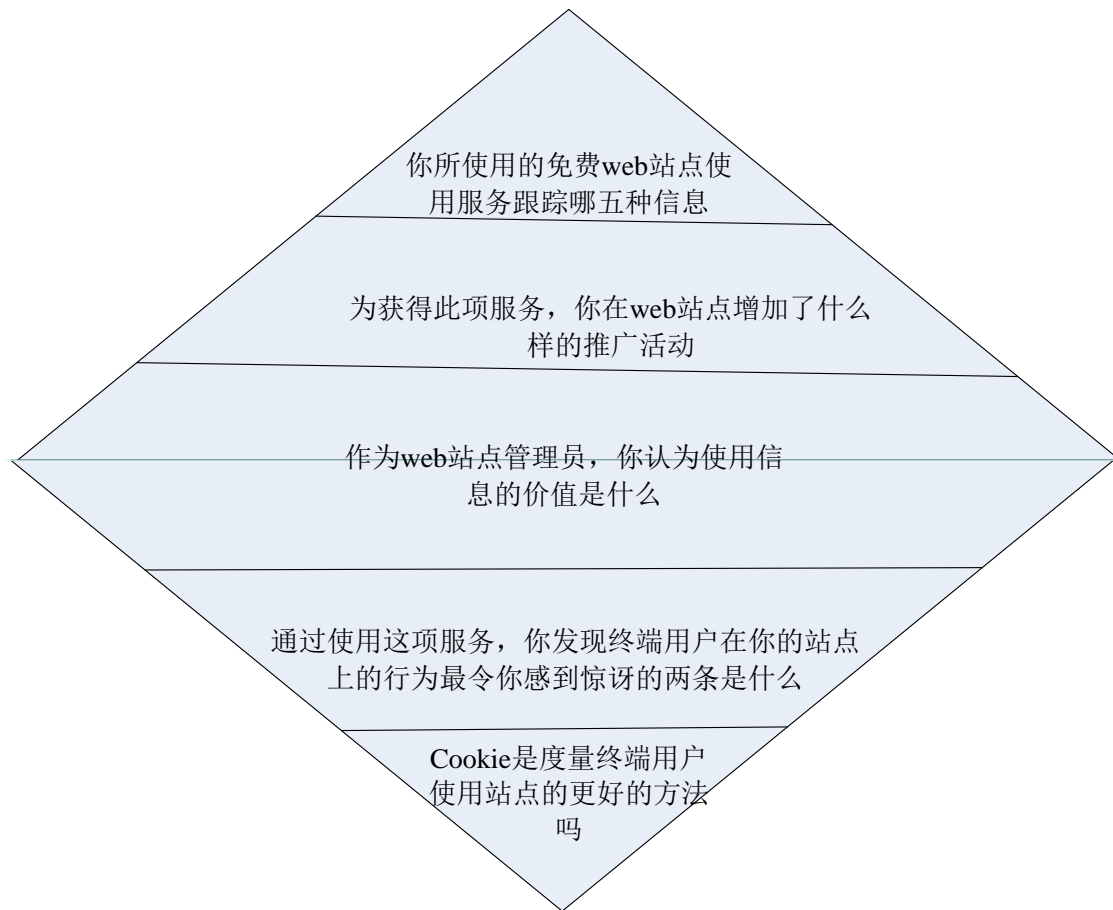 你所使用的免费web站点使
用服务跟踪哪五种信息
为获得此项服务，你在web站点增加了什么
样的推广活动
作为web站点管理员，你认为使用信
息的价值是什么
通过使用这项服务，你发现终端用户在你的站点
上的行为最令你感到惊讶的两条是什么
Cookie是度量终端用户
使用站点的更好的方法
吗